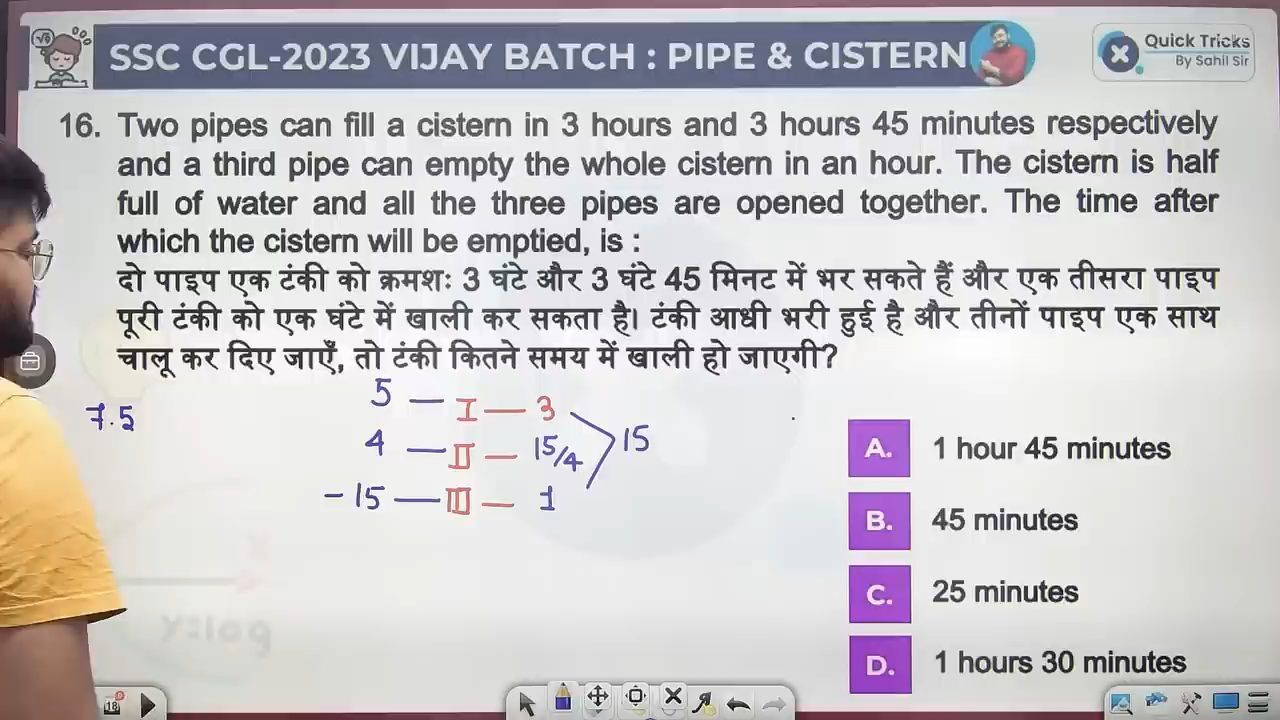 SSC CGL-2023 VIJAY BATCH : PIPE & CISTERN
Quick Tricks
By Sahil Sir
16. Two pipes can fill a cistern in 3 hours and 3 hours 45 minutes respectively
and a third pipe can empty the whole cistern in an hour. The cistern is half
full of water and all the three pipes are opened together. The time after
which the cistern will be emptied, is :
दो पाइप एक टंकी को क्रमशः 3 घंटे और 3 घंटे 45 मिनट में भर सकते हैं और एक तीसरा पाइप
पूरी टंकी को एक घंटे में खाली कर सकता है। टंकी आधी भरी हुई है और तीनों पाइप एक साथ
चालू कर दिए जाएँ, तो टंकी कितने समय में खाली हो जाएगी?
7.5
5 — I — 3
4 — II — 15/4
-15 — III — 1
15
A. 1 hour 45 minutes
B. 45 minutes
C. 25 minutes
D. 1 hours 30 minutes
y=log
18